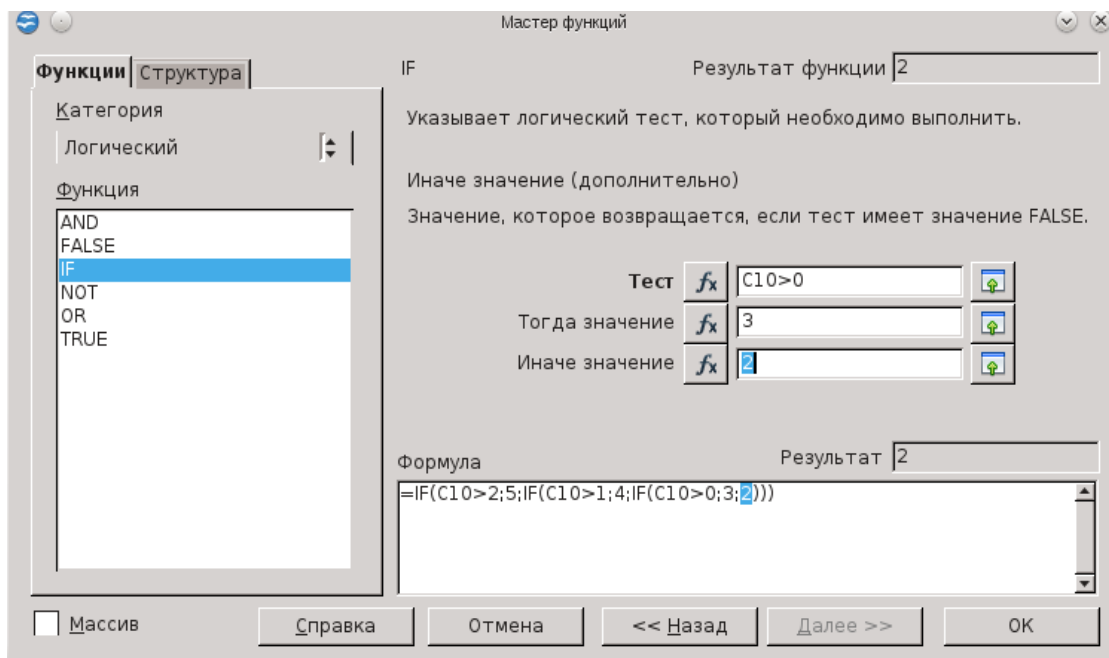 Мастер функций
Функции Структура
Категория
Логический
Функция
AND
FALSE
IF
NOT
OR
TRUE
IF Результат функции 2
Указывает логический тест, который необходимо выполнить.
Иначе значение (дополнительно)
Значение, которое возвращается, если тест имеет значение FALSE.
Тест fx C10>0
Тогда значение fx 3
Иначе значение fx 2
Формула Результат 2
=IF(C10>2;5;IF(C10>1;4;IF(C10>0;3;2)))
Массив Справка Отмена << Назад Далее >> OK